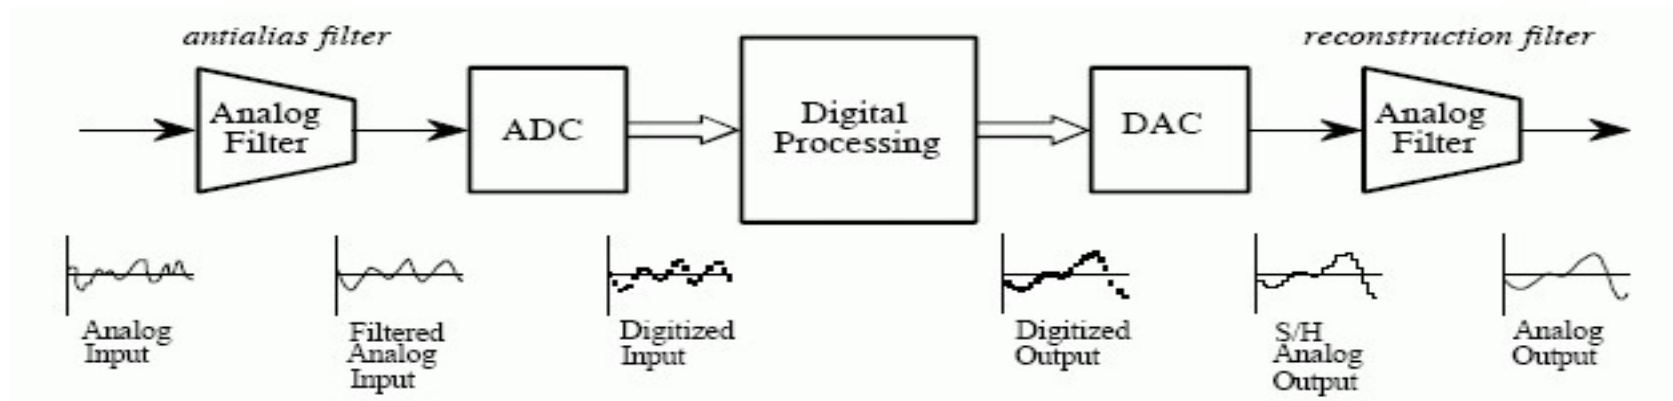 antialias filter
reconstruction filter
Analog
Filter
ADC
Digital
Processing
DAC
Analog
Filter
Analog
Input
Filtered
Analog
Input
Digitized
Input
Digitized
Output
S/H
Analog
Output
Analog
Output